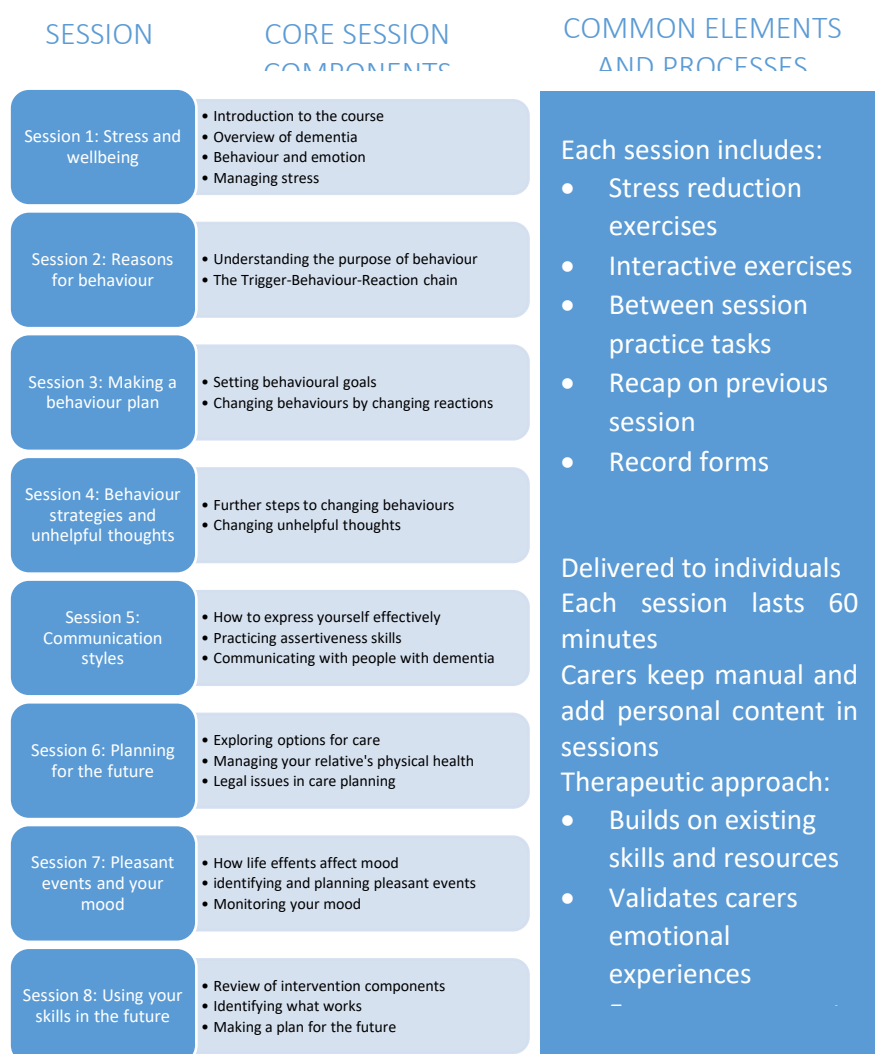 SESSION
CORE SESSION
COMPONENTS
COMMON ELEMENTS
AND PROCESSES
Session 1: Stress and
wellbeing
• Introduction to the course
• Overview of dementia
• Behaviour and emotion
• Managing stress
Session 2: Reasons
for behaviour
• Understanding the purpose of behaviour
• The Trigger-Behaviour-Reaction chain
Session 3: Making a
behaviour plan
• Setting behavioural goals
• Changing behaviours by changing reactions
Session 4: Behaviour
strategies and
unhelpful thoughts
• Further steps to changing behaviours
• Changing unhelpful thoughts
Session 5:
Communication
styles
• How to express yourself effectively
• Practicing assertiveness skills
• Communicating with people with dementia
Session 6: Planning
for the future
• Exploring options for care
• Managing your relative's physical health
• Legal issues in care planning
Session 7: Pleasant
events and your
mood
• How life effents affect mood
• identifying and planning pleasant events
• Monitoring your mood
Session 8: Using your
skills in the future
• Review of intervention components
• Identifying what works
• Making a plan for the future
Each session includes:
• Stress reduction
exercises
• Interactive exercises
• Between session
practice tasks
• Recap on previous
session
• Record forms
Delivered to individuals
Each session lasts 60
minutes
Carers keep manual and
add personal content in
sessions
Therapeutic approach:
• Builds on existing
skills and resources
• Validates carers
emotional
experiences